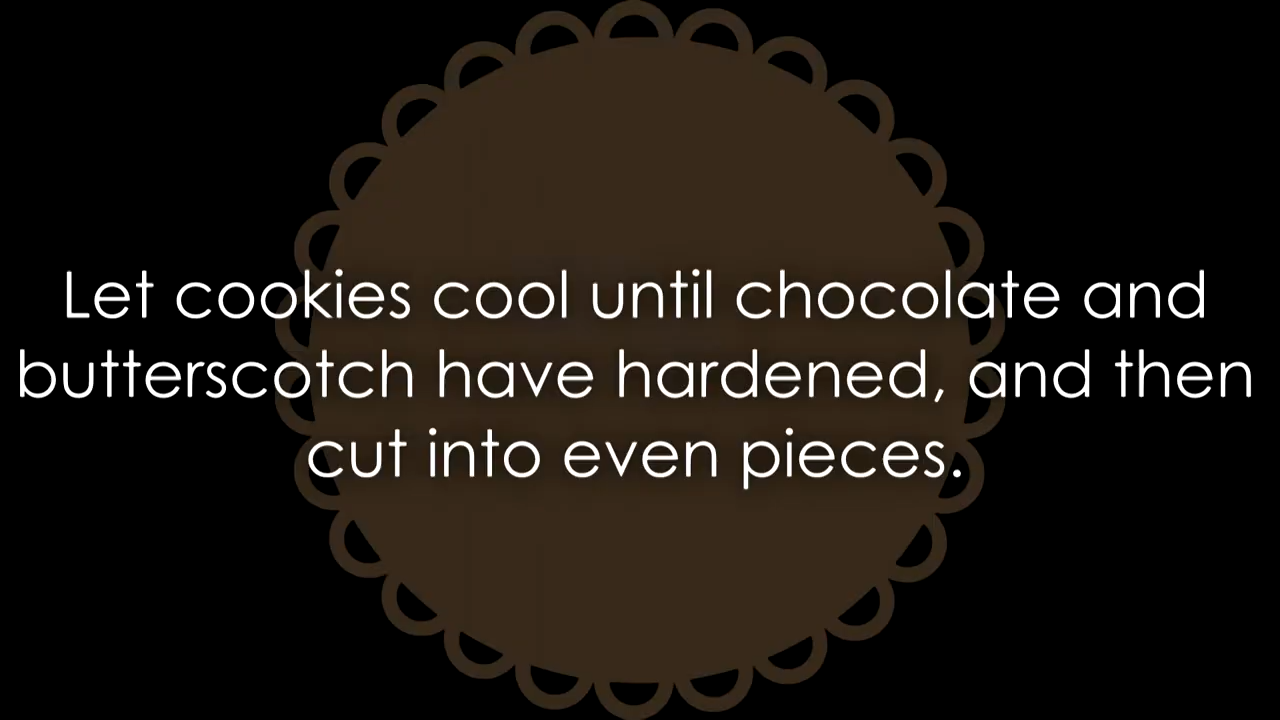 Let cookies cool until chocolate and
butterscotch have hardened, and then
cut into even pieces.